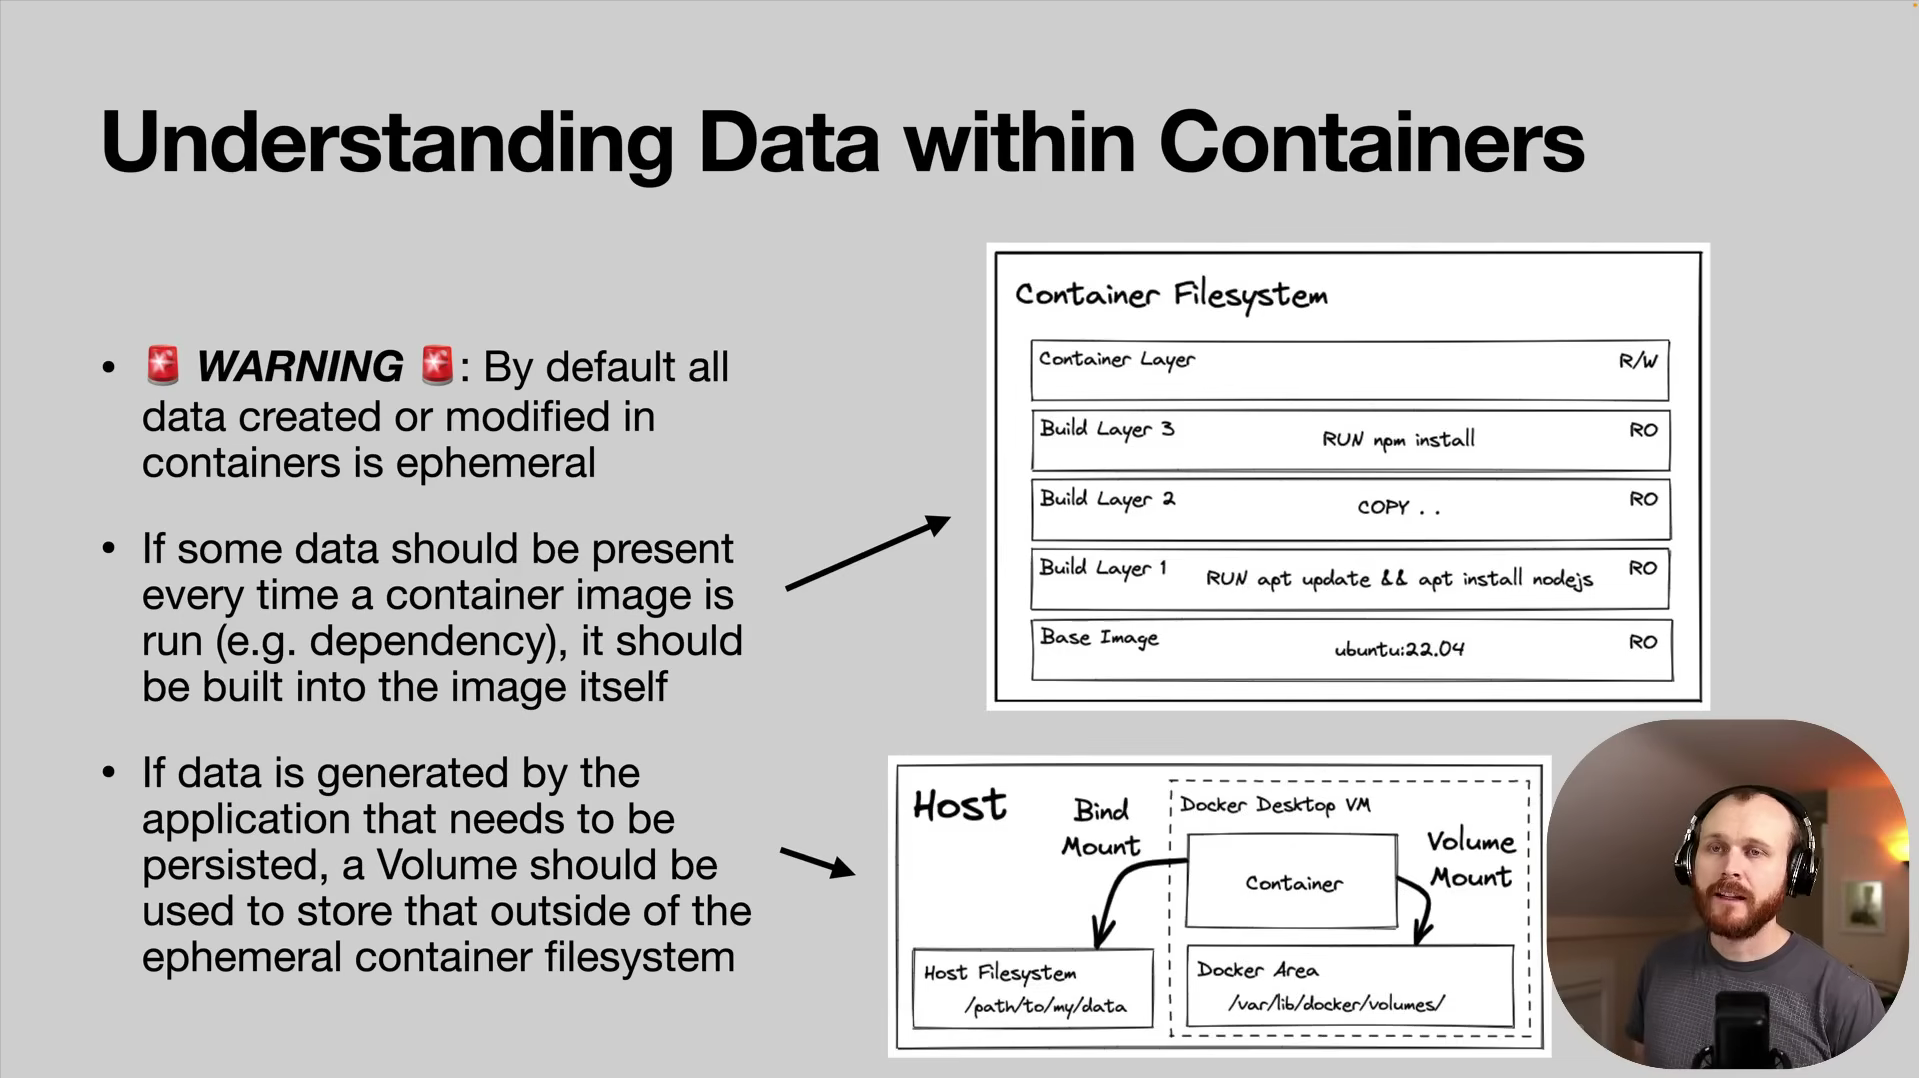 Understanding Data within Containers
• 🚨 WARNING 🚨: By default all
data created or modified in
containers is ephemeral
• If some data should be present
every time a container image is
run (e.g. dependency), it should
be built into the image itself
• If data is generated by the
application that needs to be
persisted, a Volume should be
used to store that outside of the
ephemeral container filesystem
Container Filesystem
Container Layer R/W
Build Layer 3 RUN npm install RO
Build Layer 2 COPY . . RO
Build Layer 1 RUN apt update && apt install nodejs RO
Base Image ubuntu:22.04 RO
Host
Bind
Mount
Docker Desktop VM
Container
Volume
Mount
Host Filesystem
/path/to/my/data
Docker Area
/var/lib/docker/volumes/